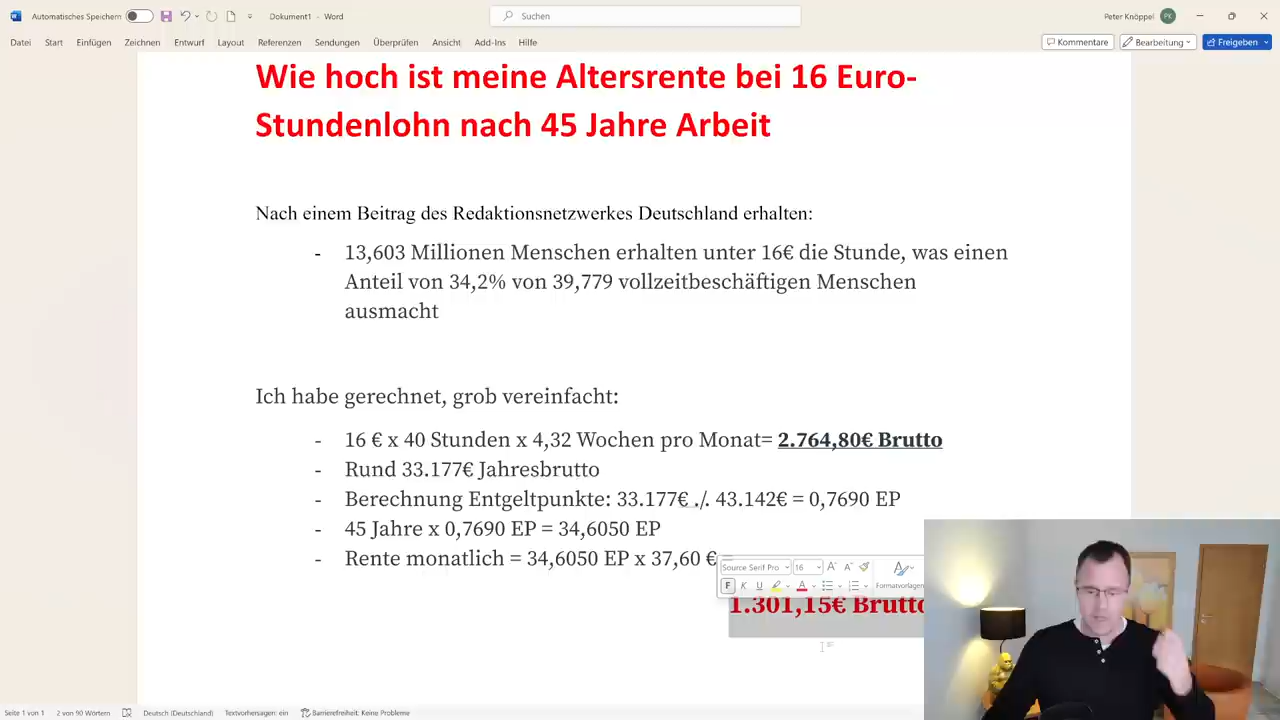 Automatisches Speichern
Dokument1 - Word
Suchen
Peter Knöppel
PK
Datei Start Einfügen Zeichnen Entwurf Layout Referenzen Sendungen Überprüfen Ansicht Add-Ins Hilfe
Kommentare
Bearbeitung
Freigeben
Wie hoch ist meine Altersrente bei 16 Euro-
Stundenlohn nach 45 Jahre Arbeit
Nach einem Beitrag des Redaktionsnetzwerkes Deutschland erhalten:
- 13,603 Millionen Menschen erhalten unter 16€ die Stunde, was einen
Anteil von 34,2% von 39,779 vollzeitbeschäftigen Menschen
ausmacht
Ich habe gerechnet, grob vereinfacht:
- 16 € x 40 Stunden x 4,32 Wochen pro Monat= 2.764,80€ Brutto
- Rund 33.177€ Jahresbrutto
- Berechnung Entgeltpunkte: 33.177€ ./. 43.142€ = 0,7690 EP
- 45 Jahre x 0,7690 EP = 34,6050 EP
- Rente monatlich = 34,6050 EP x 37,60 € =
Source Serif Pro 16 A A
F K U A Formatvorlagen
1.301,15€ Brutto
Seite 1 von 1 2 von 90 Wörtern Deutsch (Deutschland) Textvorhersagen: ein Barrierefreiheit: Keine Probleme